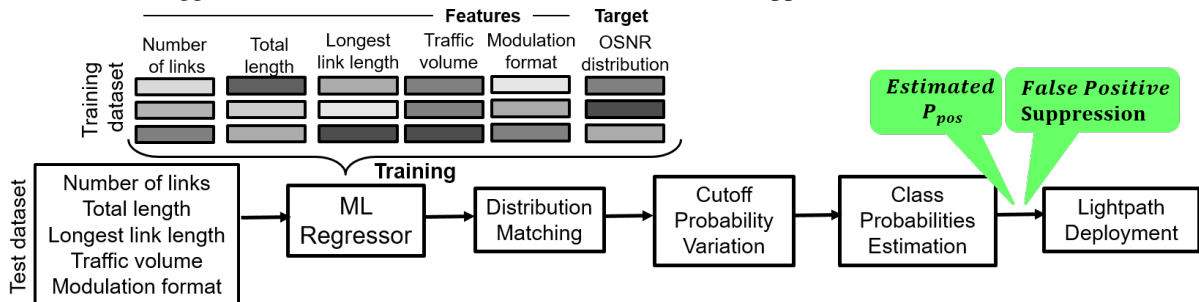 Features
Target
Number
of links
Total
length
Longest
link length
Traffic
volume
Modulation
format
OSNR
distribution
Training
dataset
Training
Estimated
P_pos
False Positive
Suppression
Test dataset
Number of links
Total length
Longest link length
Traffic volume
Modulation format
ML
Regressor
Distribution
Matching
Cutoff
Probability
Variation
Class
Probabilities
Estimation
Lightpath
Deployment